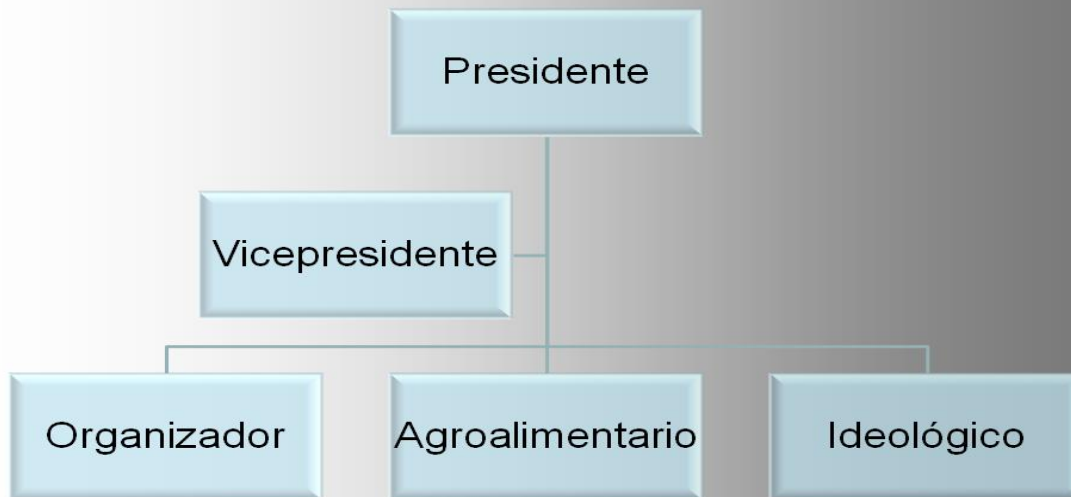 Presidente
Vicepresidente
Organizador
Agroalimentario
Ideológico